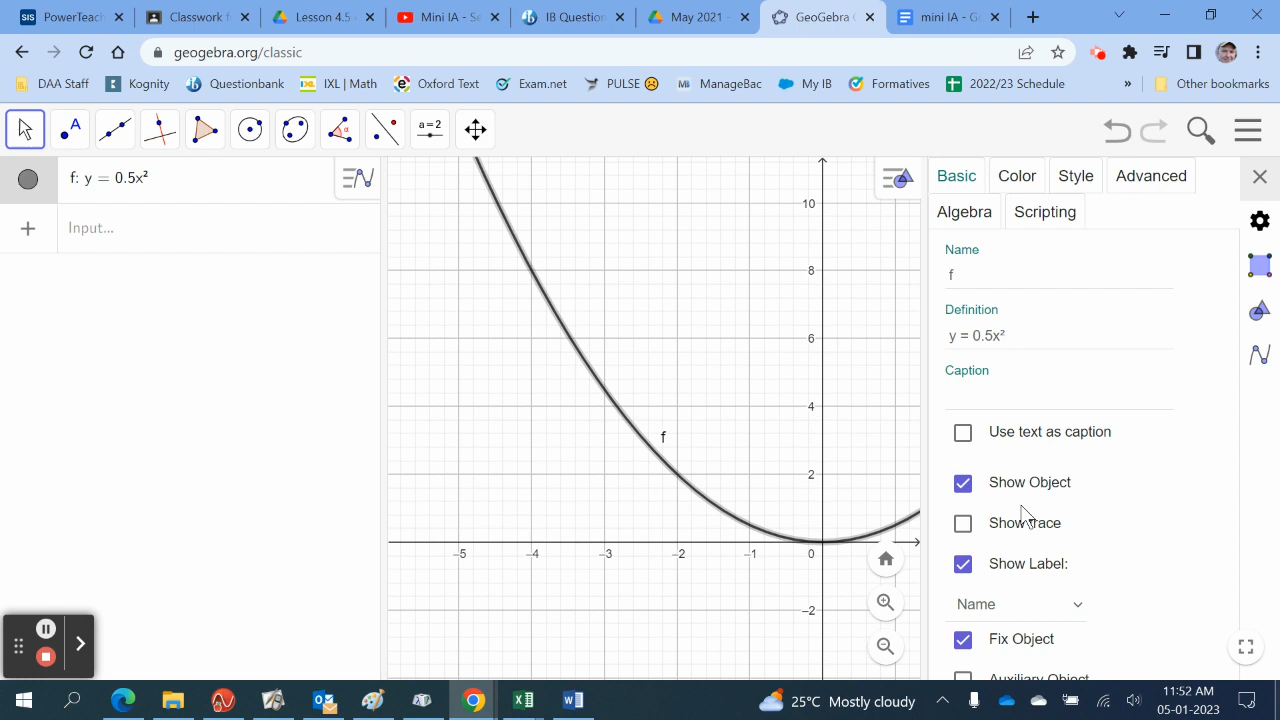 SIS PowerTeach
Classwork f
Lesson 4.5
Mini IA - Se
IB Question
May 2021 -
GeoGebra C
mini IA - Go
geogebra.org/classic
DAA Staff
Kognity
Questionbank
IXL | Math
Oxford Text
Exam.net
PULSE
ManageBac
My IB
Formatives
2022/23 Schedule
»
Other bookmarks
A
α
a=2
f: y = 0.5x²
+ Input...
10
8
6
4
2
0
-2
-5 -4 -3 -2 -1
f
Basic Color Style Advanced
Algebra Scripting
Name
f
Definition
y = 0.5x²
Caption
Use text as caption
Show Object
Show Trace
Show Label:
Name
Fix Object
Auxiliary Object
25°C Mostly cloudy
11:52 AM
05-01-2023